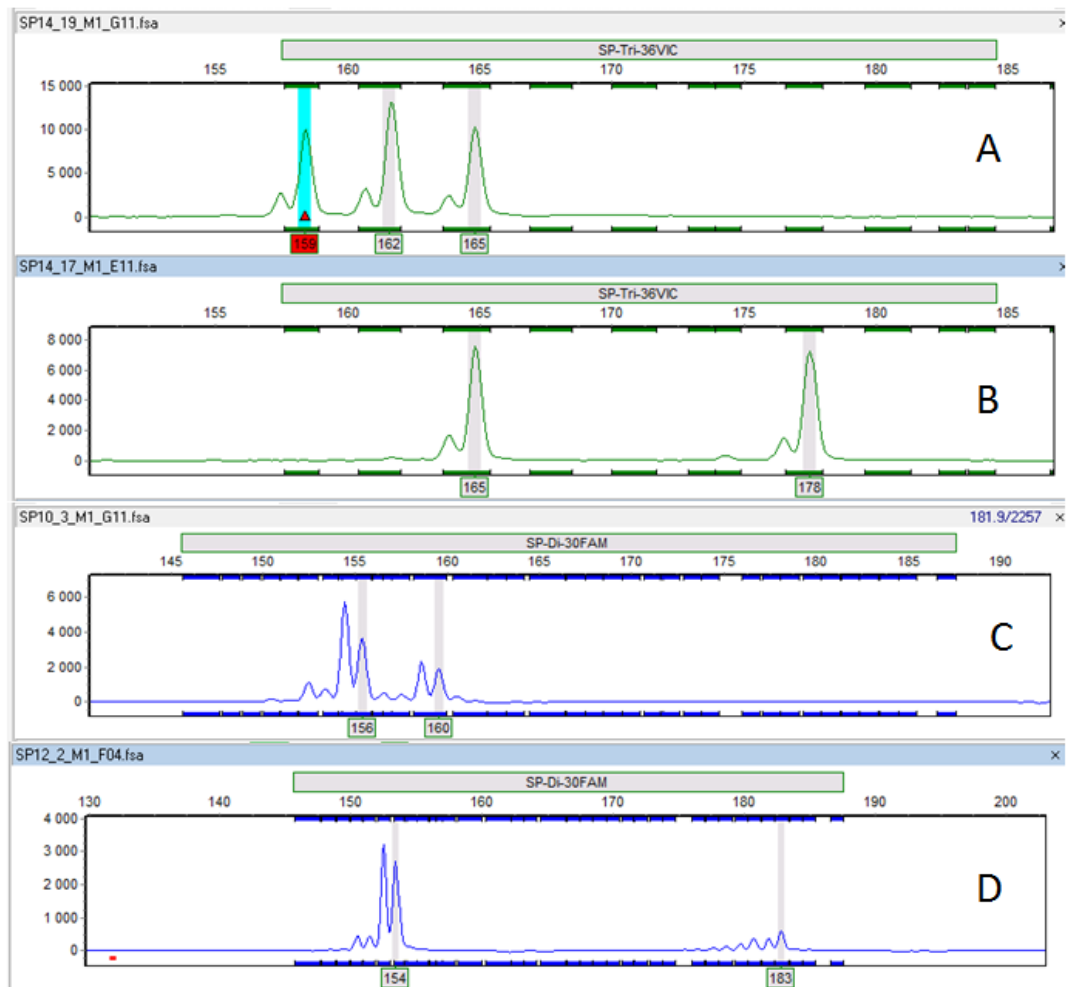 SP14_19_M1_G11.fsa ×
SP-Tri-36VIC
155 160 165 170 175 180 185
15 000
10 000
5 000
0
A
159 162 165
SP14_17_M1_E11.fsa ×
SP-Tri-36VIC
155 160 165 170 175 180 185
8 000
6 000
4 000
2 000
0
B
165 178
SP10_3_M1_G11.fsa 181.9/2257 ×
SP-Di-30FAM
145 150 155 160 165 170 175 180 185 190
6 000
4 000
2 000
0
C
156 160
SP12_2_M1_F04.fsa ×
SP-Di-30FAM
130 140 150 160 170 180 190 200
4 000
3 000
2 000
1 000
0
D
154 183